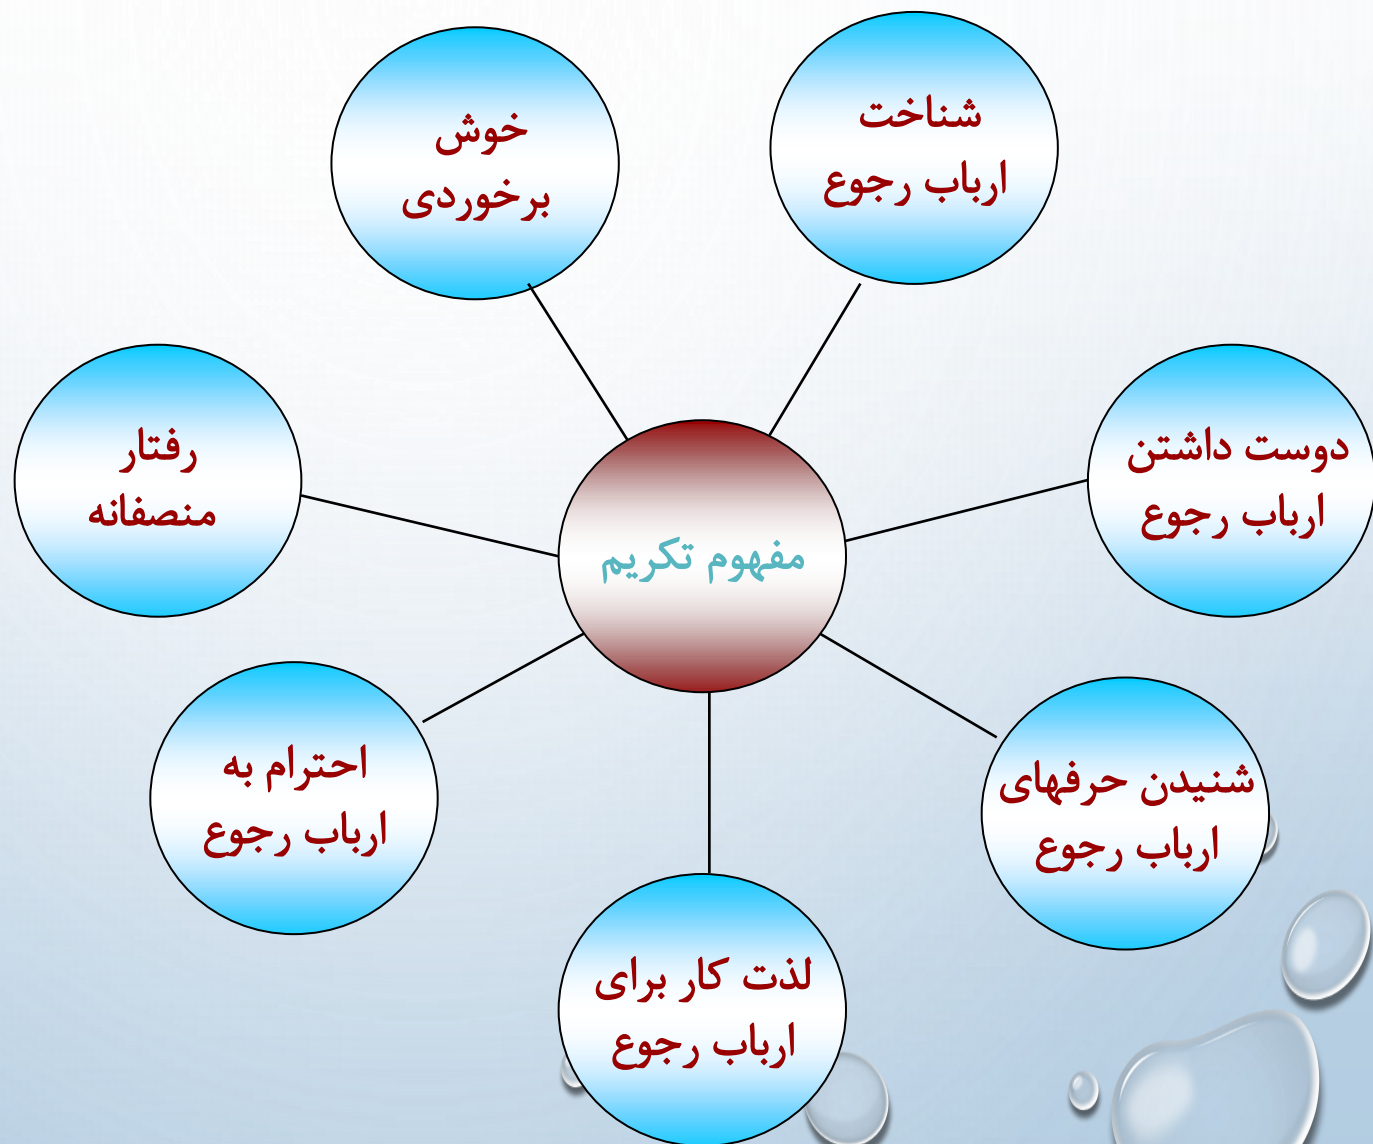 شناخت
ارباب رجوع
خوش
برخوردی
دوست داشتن
ارباب رجوع
رفتار
منصفانه
مفهوم تکریم
شنیدن حرفهای
ارباب رجوع
احترام به
ارباب رجوع
لذت کار برای
ارباب رجوع